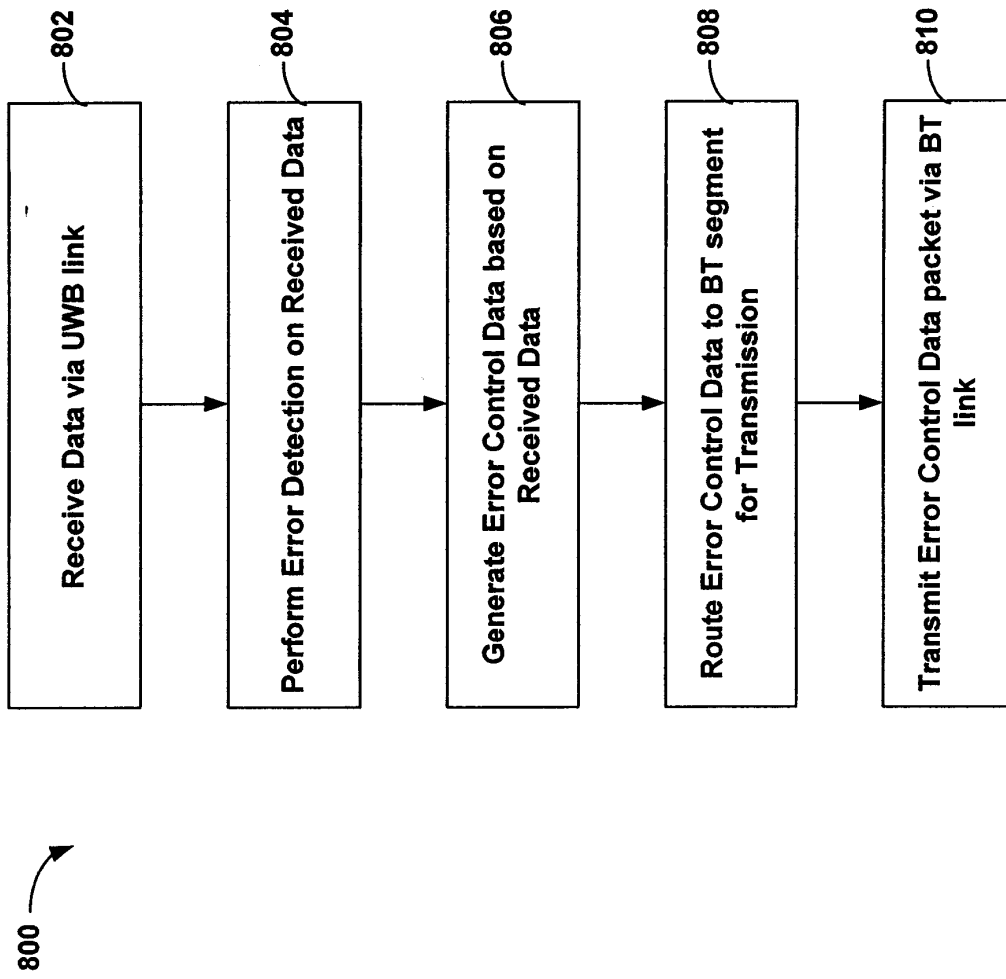 800
Receive Data via UWB link
802
Perform Error Detection on Received Data
804
Generate Error Control Data based on
Received Data
806
Route Error Control Data to BT segment
for Transmission
808
Transmit Error Control Data packet via BT
link
810